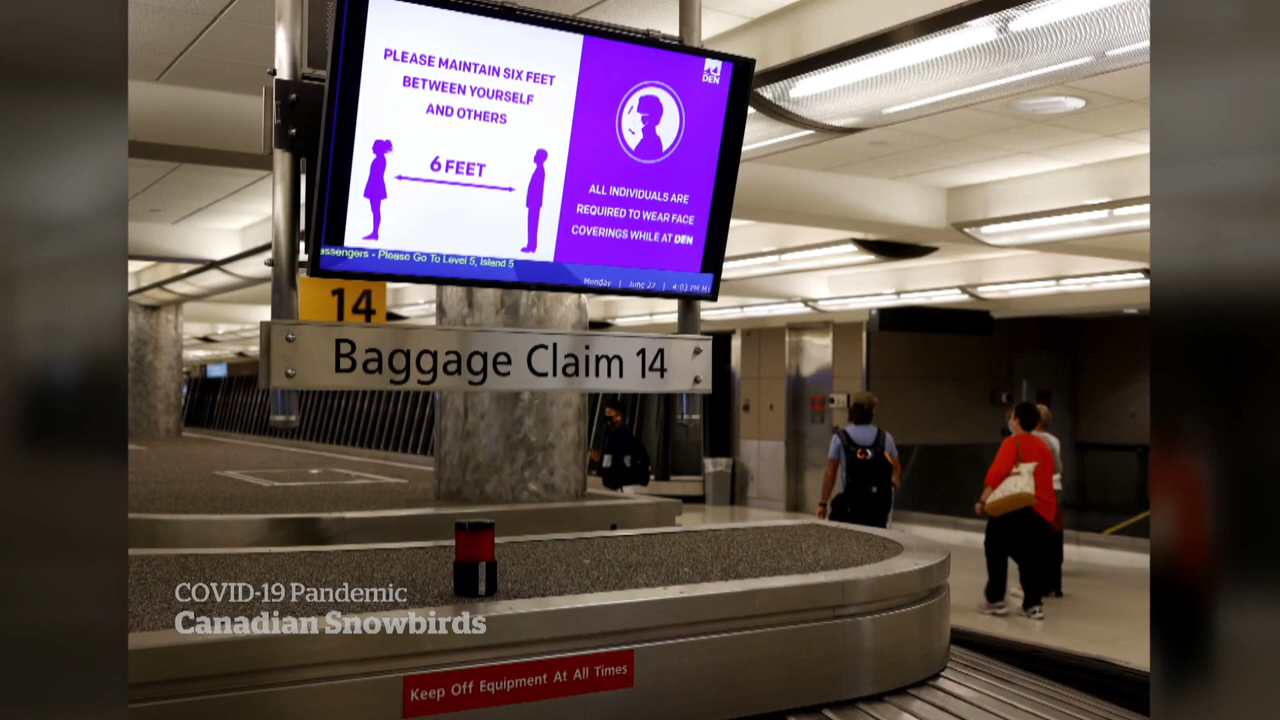 PLEASE MAINTAIN SIX FEET
BETWEEN YOURSELF
AND OTHERS
6 FEET
DEN
ALL INDIVIDUALS ARE
REQUIRED TO WEAR FACE
COVERINGS WHILE AT DEN
ssengers - Please Go To Level 5, Island 5
Monday | June 22 | 4:03 PM
14
Baggage Claim 14
COVID-19 Pandemic
Canadian Snowbirds
Keep Off Equipment At All Times